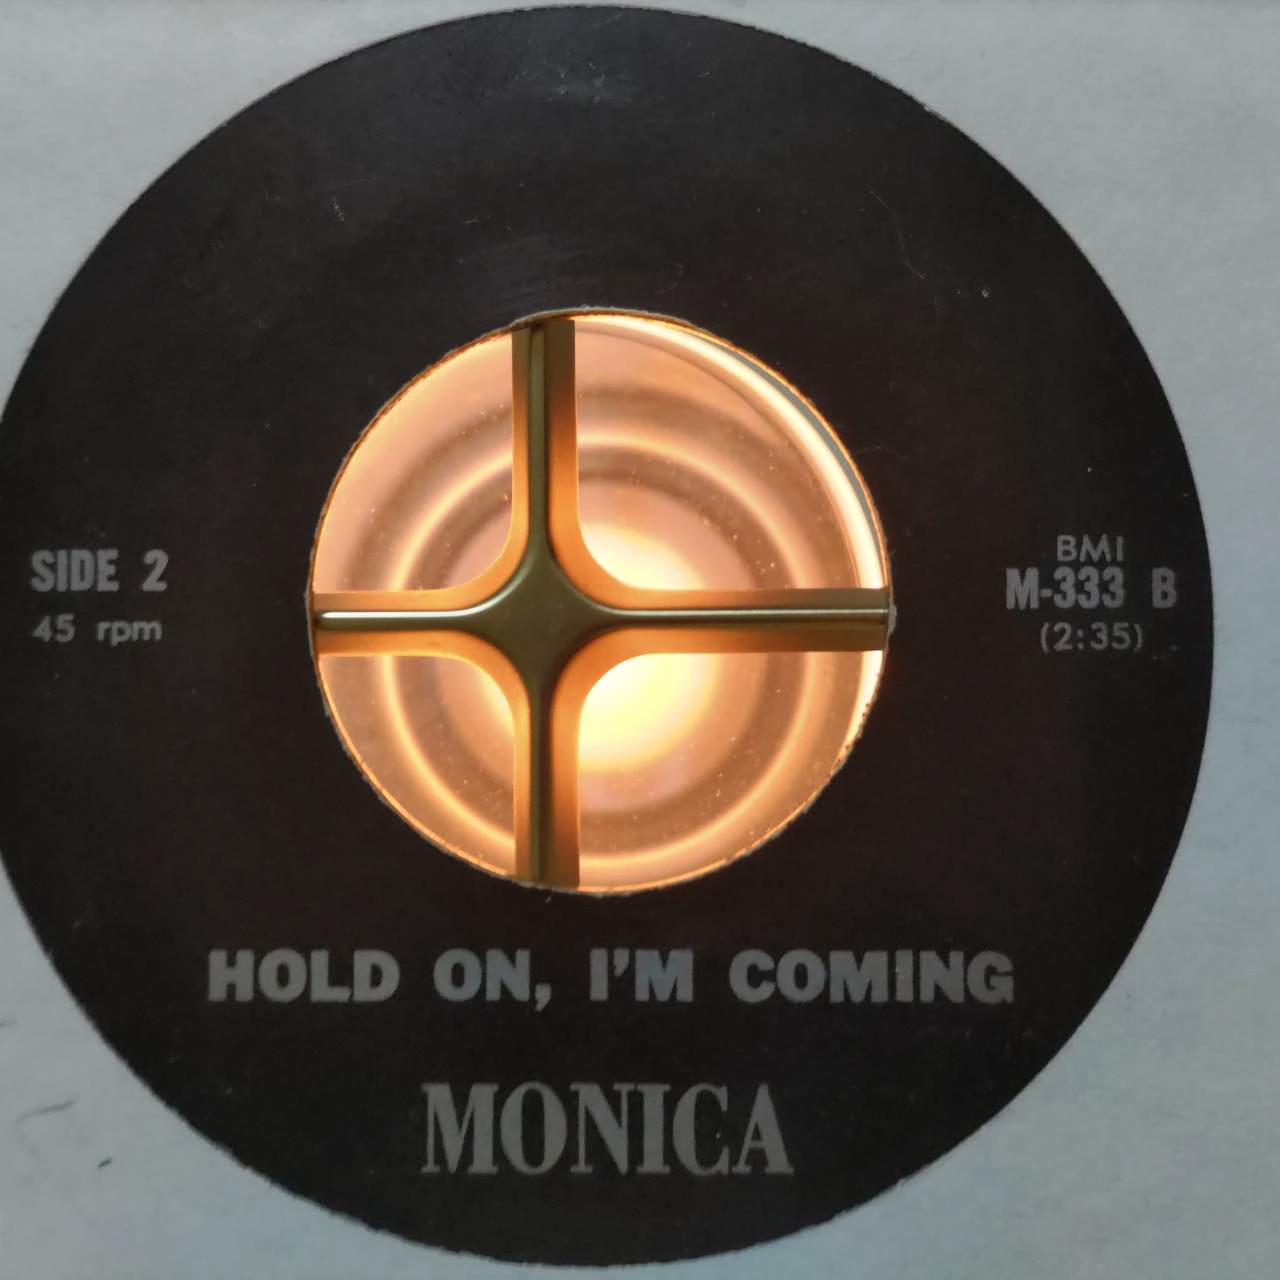 SIDE 2
45 rpm
BMI
M-333 B
(2:35)
HOLD ON, I'M COMING
MONICA